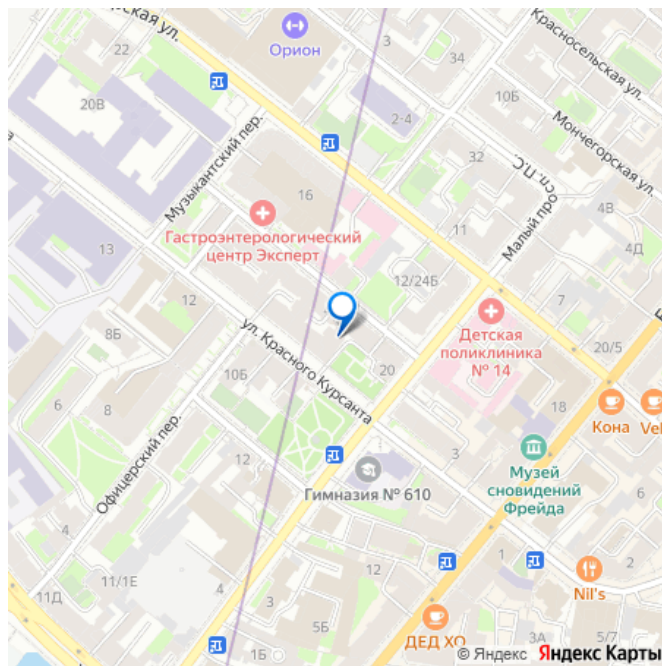 ская ул.
22
Орион
3
34
Красносельская ул.
20В
2-4
10Б
Мончегорская ул.
Музыкантский пер.
32
16
Малый просп. П.С.
4В
Гастроэнтерологический
центр Эксперт
11
4Д
13
12/24Б
12
7
Детская
поликлиника
№ 14
8Б
ул. Красного Курсанта
20
20/5
10Б
6
8
18
Кона
Vel
Офицерский пер.
12
3
Музей
сновидений
Фрейда
Гимназия № 610
4
11/1Е
12
1
2
Nil's
11Д
4
3
5Б
ДЕД ХО
3А
5/7
1Б
© Яндекс Яндекс Карты